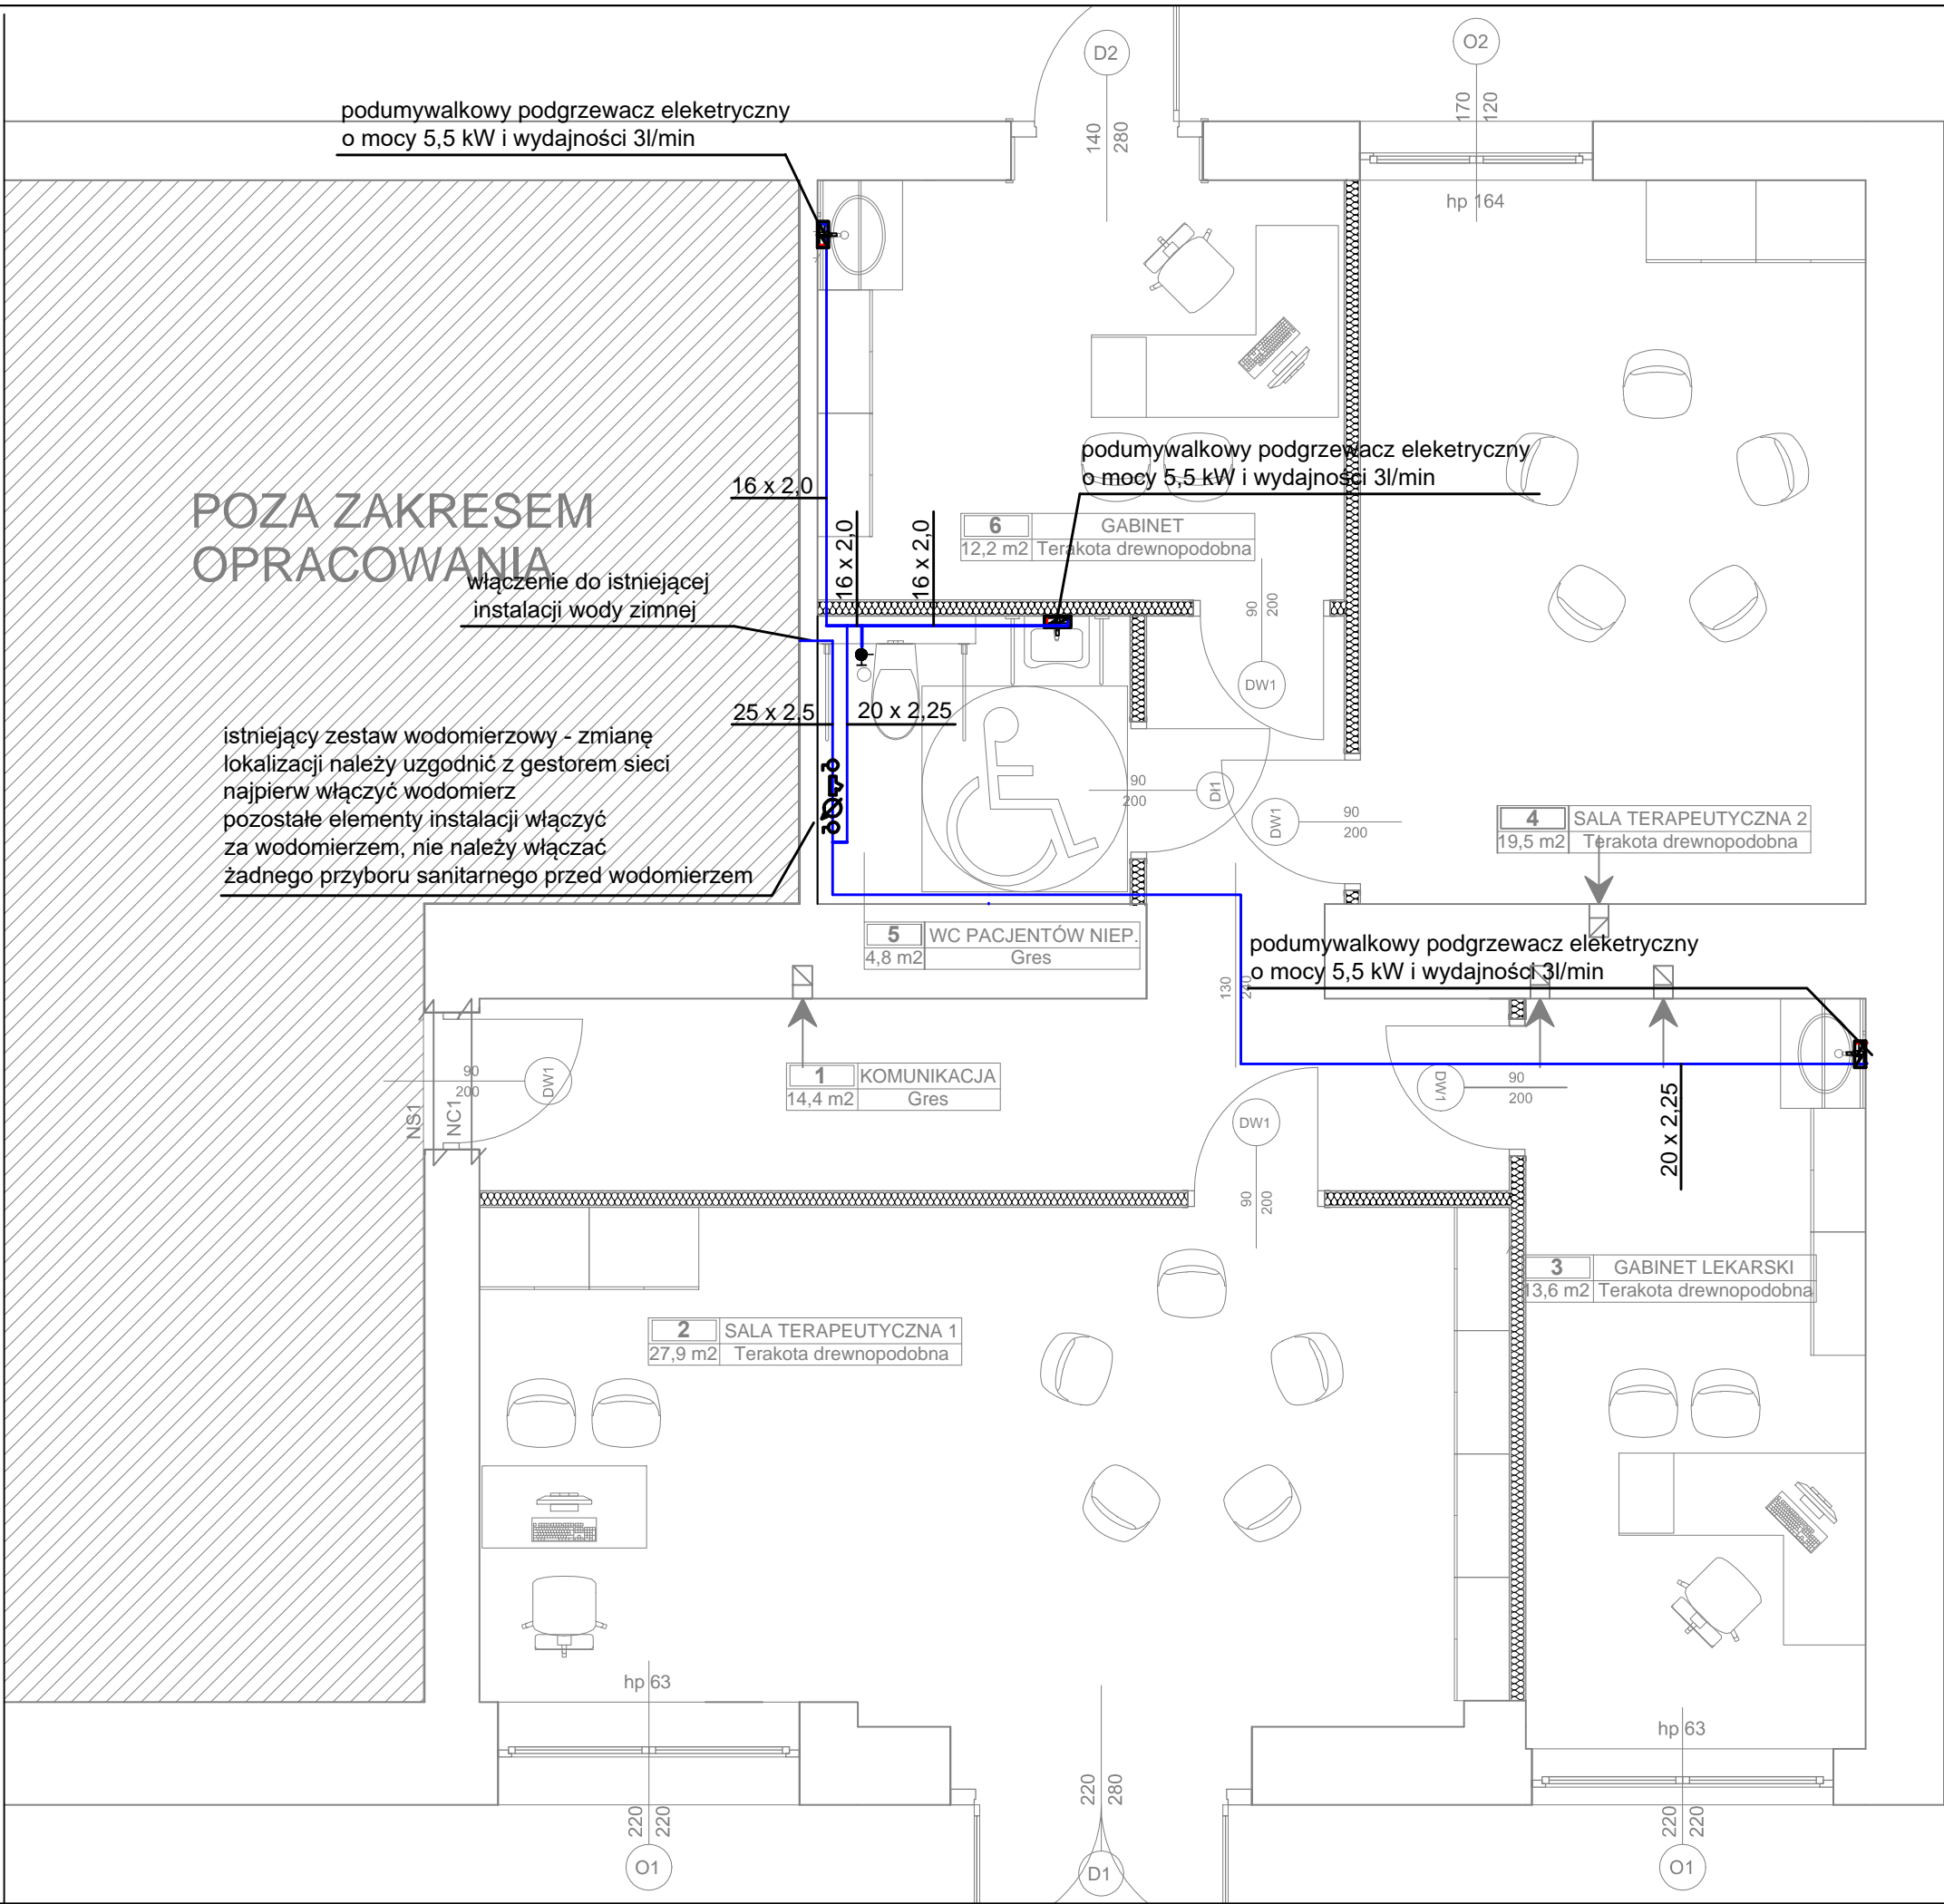 D2
O2
140
280
170
120
hp 164
podumywalkowy podgrzewacz eleketryczny
o mocy 5,5 kW i wydajności 3l/min
podumywalkowy podgrzewacz eleketryczny
o mocy 5,5 kW i wydajności 3l/min
16 x 2,0
16 x 2,0
16 x 2,0
POZA ZAKRESEM
OPRACOWANIA
6 GABINET
12,2 m2 Terakota drewnopodobna
włączenie do istniejącej
instalacji wody zimnej
90
200
DW1
25 x 2,5
20 x 2,25
istniejący zestaw wodomierzowy - zmianę
lokalizacji należy uzgodnić z gestorem sieci
najpierw włączyć wodomierz
pozostałe elementy instalacji włączyć
za wodomierzem, nie należy włączać
żadnego przyboru sanitarnego przed wodomierzem
90
200
DH1
DW1
90
200
4 SALA TERAPEUTYCZNA 2
19,5 m2 Terakota drewnopodobna
5 WC PACJENTÓW NIEP.
4,8 m2 Gres
podumywalkowy podgrzewacz eleketryczny
o mocy 5,5 kW i wydajności 3l/min
130
240
NS1
NC1
90
200
DW1
1 KOMUNIKACJA
14,4 m2 Gres
DW1
90
200
DW1
90
200
20 x 2,25
3 GABINET LEKARSKI
13,6 m2 Terakota drewnopodobna
2 SALA TERAPEUTYCZNA 1
27,9 m2 Terakota drewnopodobna
hp 63
hp 63
220
220
O1
220
280
D1
220
220
O1